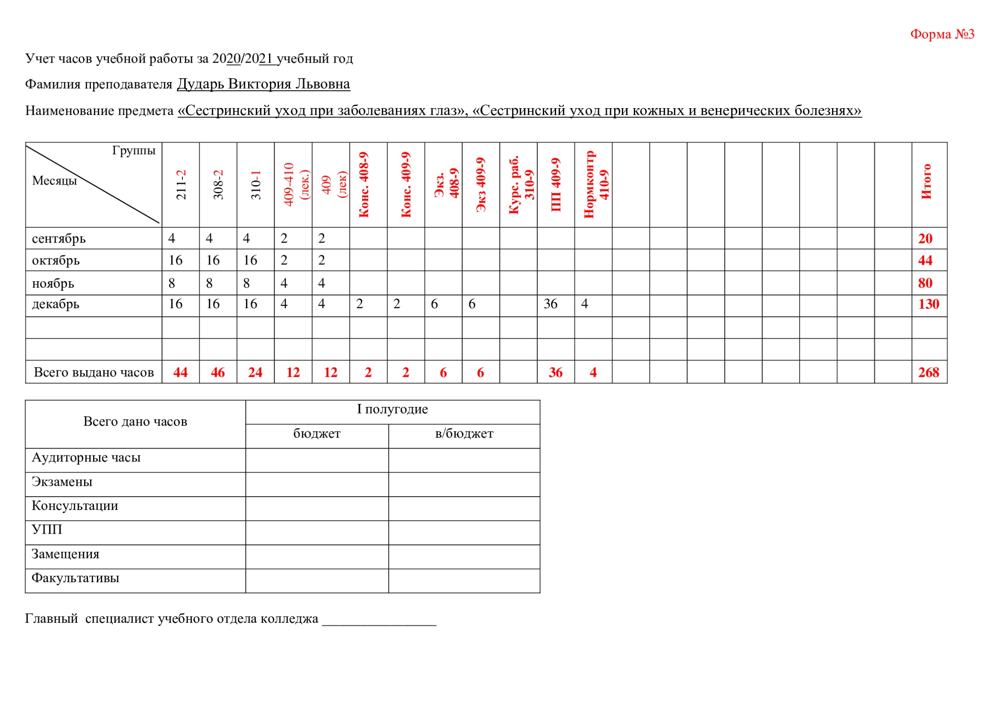 Форма №3
Учет часов учебной работы за 2020/2021 учебный год
Фамилия преподавателя Дударь Виктория Львовна
Наименование предмета «Сестринский уход при заболеваниях глаз», «Сестринский уход при кожных и венерических болезнях»
Группы
Месяцы
211-2
308-2
310-1
409-410
(лек.)
409
(лек)
Конс. 408-9
Конс. 409-9
Экз.
408-9
Экз 409-9
Курс. раб.
310-9
ПП 409-9
Нормконтр
410-9
Итого
сентябрь 4 4 4 2 2 20
октябрь 16 16 16 2 2 44
ноябрь 8 8 8 4 4 80
декабрь 16 16 16 4 4 2 2 6 6 36 4 130
Всего выдано часов 44 46 24 12 12 2 2 6 6 36 4 268
Всего дано часов
I полугодие
бюджет в/бюджет
Аудиторные часы
Экзамены
Консультации
УПП
Замещения
Факультативы
Главный специалист учебного отдела колледжа ________________